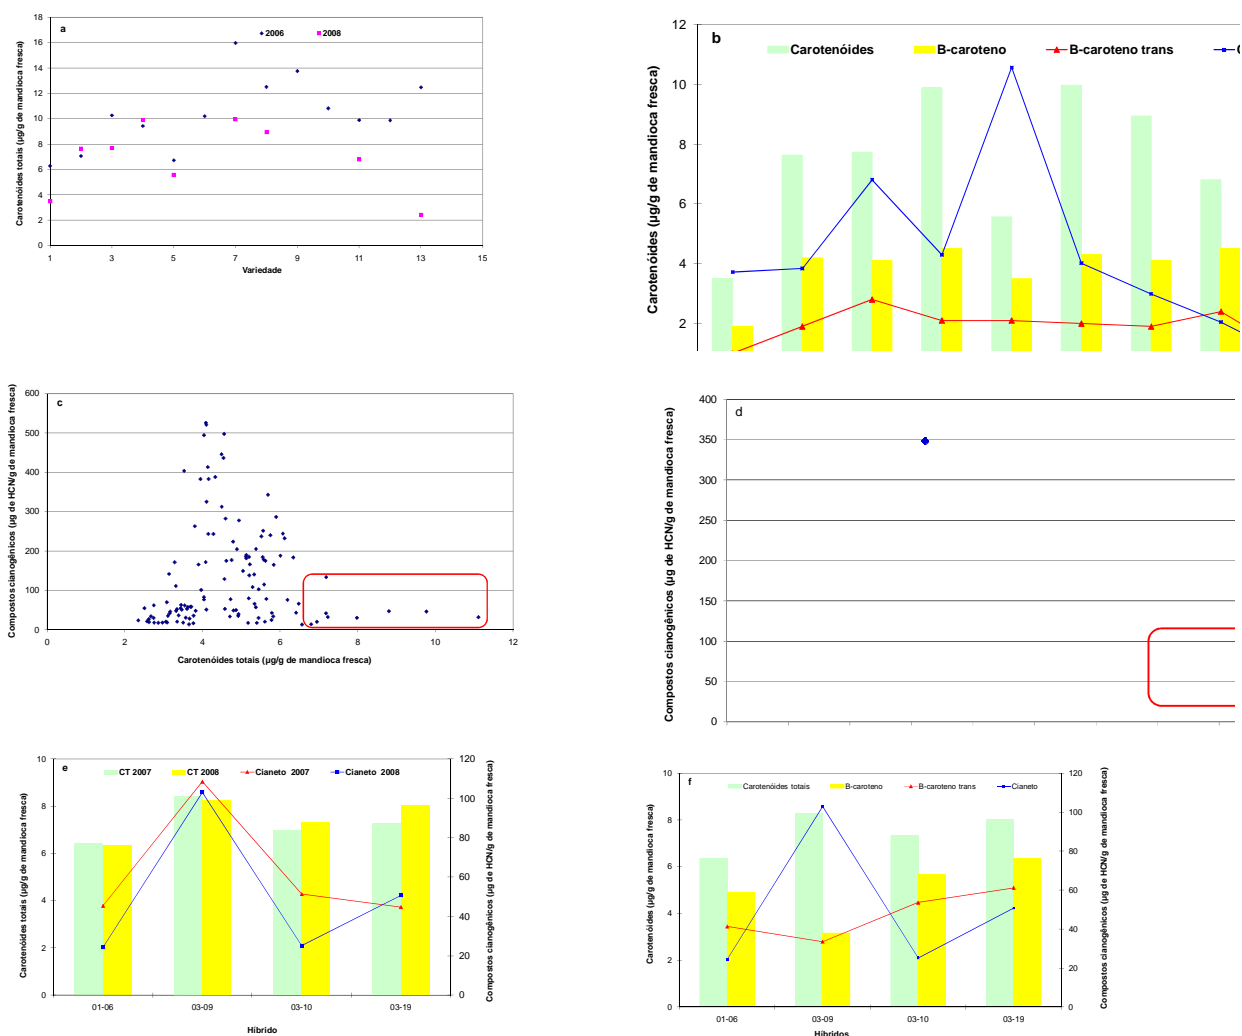 a
2006
2008
18
16
14
12
10
8
6
4
2
0
1
3
5
7
9
11
13
15
Carotenóides totais (µg/g de mandioca fresca)
Variedade
b
Carotenóides
B-caroteno
B-caroteno trans
12
10
8
6
4
2
Carotenóides (µg/g de mandioca fresca)
c
600
500
400
300
200
100
0
0
2
4
6
8
10
12
Compostos cianogênicos (µg de HCN/g de mandioca fresca)
Carotenóides totais (µg/g de mandioca fresca)
d
400
350
300
250
200
150
100
50
0
Compostos cianogênicos (µg de HCN/g de mandioca fresca)
e
CT 2007
CT 2008
Cianeto 2007
Cianeto 2008
10
8
6
4
2
0
120
100
80
60
40
20
0
Carotenóides totais (µg/g de mandioca fresca)
Compostos cianogênicos (µg de HCN/g de mandioca fresca)
01-06
03-09
03-10
03-19
Híbrido
f
Carotenóides totais
B-caroteno
B-caroteno trans
Cianeto
10
8
6
4
2
0
120
100
80
60
40
20
0
Carotenóides (µg/g de mandioca fresca)
Compostos cianogênicos (µg de HCN/g de mandioca fresca)
01-06
03-09
03-10
03-19
Híbridos